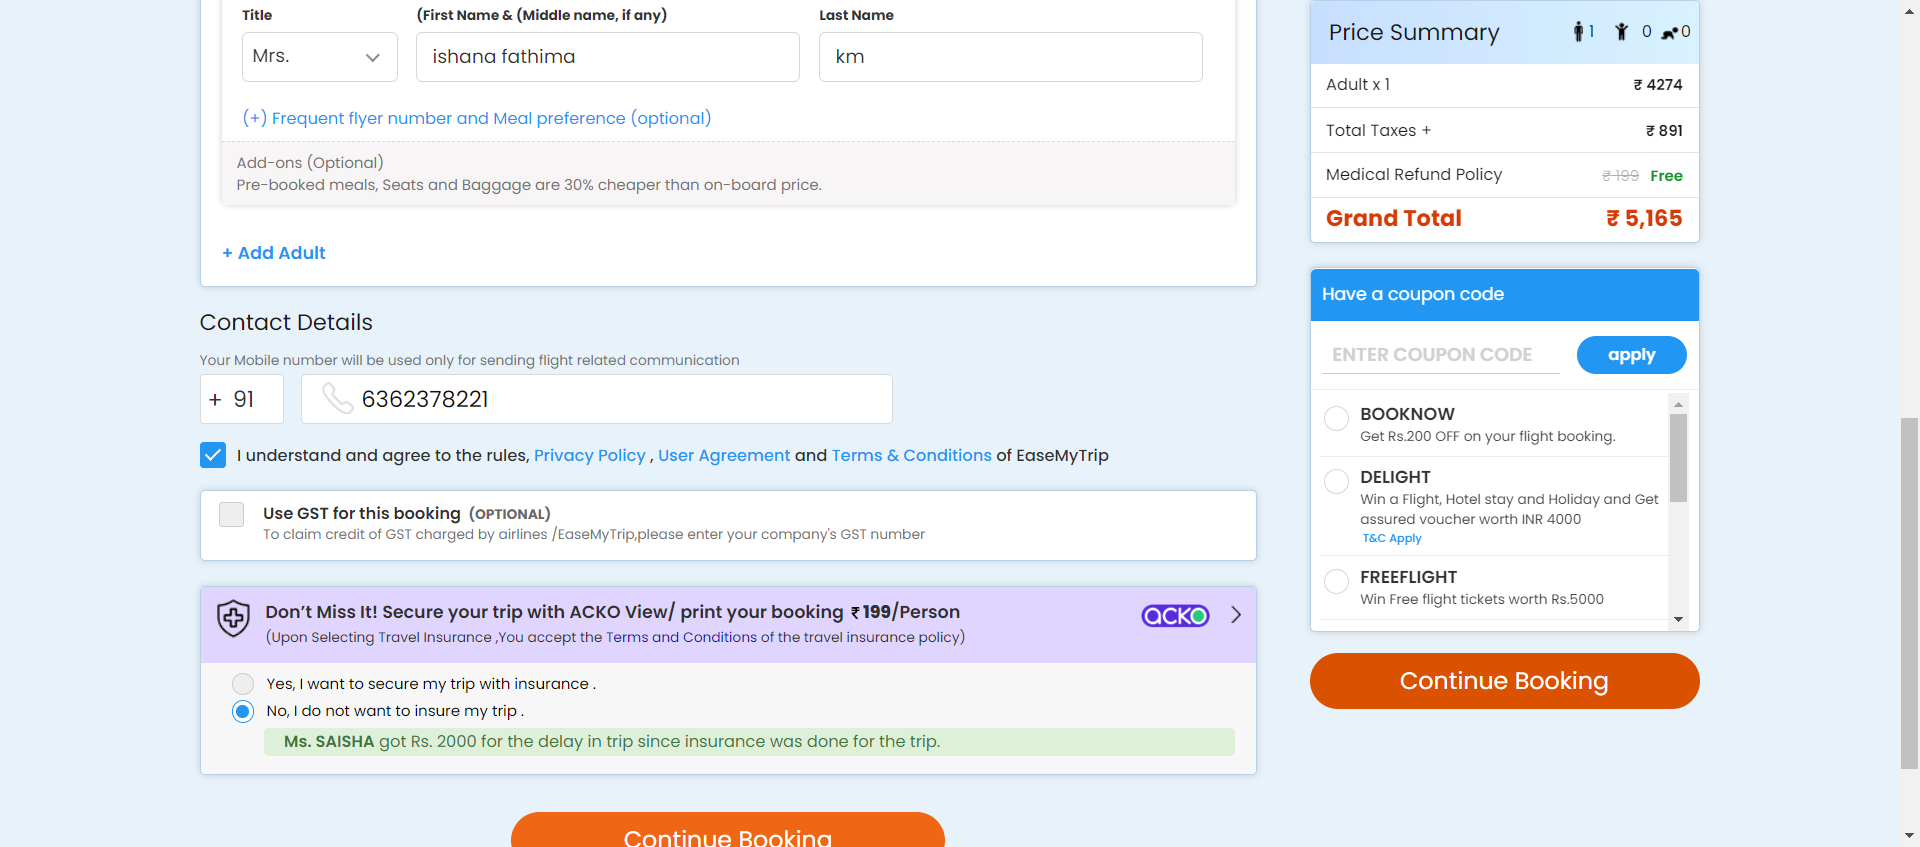 Title
(First Name & (Middle name, if any)
Last Name
Mrs.
ishana fathima
km
(+) Frequent flyer number and Meal preference (optional)
Add-ons (Optional)
Pre-booked meals, Seats and Baggage are 30% cheaper than on-board price.
+ Add Adult
Contact Details
Your Mobile number will be used only for sending flight related communication
+ 91
6362378221
I understand and agree to the rules, Privacy Policy , User Agreement and Terms & Conditions of EaseMyTrip
Use GST for this booking (OPTIONAL)
To claim credit of GST charged by airlines /EaseMyTrip,please enter your company's GST number
Don’t Miss It! Secure your trip with ACKO View/ print your booking ₹ 199/Person
(Upon Selecting Travel Insurance ,You accept the Terms and Conditions of the travel insurance policy)
ACKO
Yes, I want to secure my trip with insurance .
No, I do not want to insure my trip .
Ms. SAISHA got Rs. 2000 for the delay in trip since insurance was done for the trip.
Continue Booking
Price Summary
1
0
0
Adult x 1
₹ 4274
Total Taxes +
₹ 891
Medical Refund Policy
₹ 199 Free
Grand Total
₹ 5,165
Have a coupon code
ENTER COUPON CODE
apply
BOOKNOW
Get Rs.200 OFF on your flight booking.
DELIGHT
Win a Flight, Hotel stay and Holiday and Get
assured voucher worth INR 4000
T&C Apply
FREEFLIGHT
Win Free flight tickets worth Rs.5000
Continue Booking